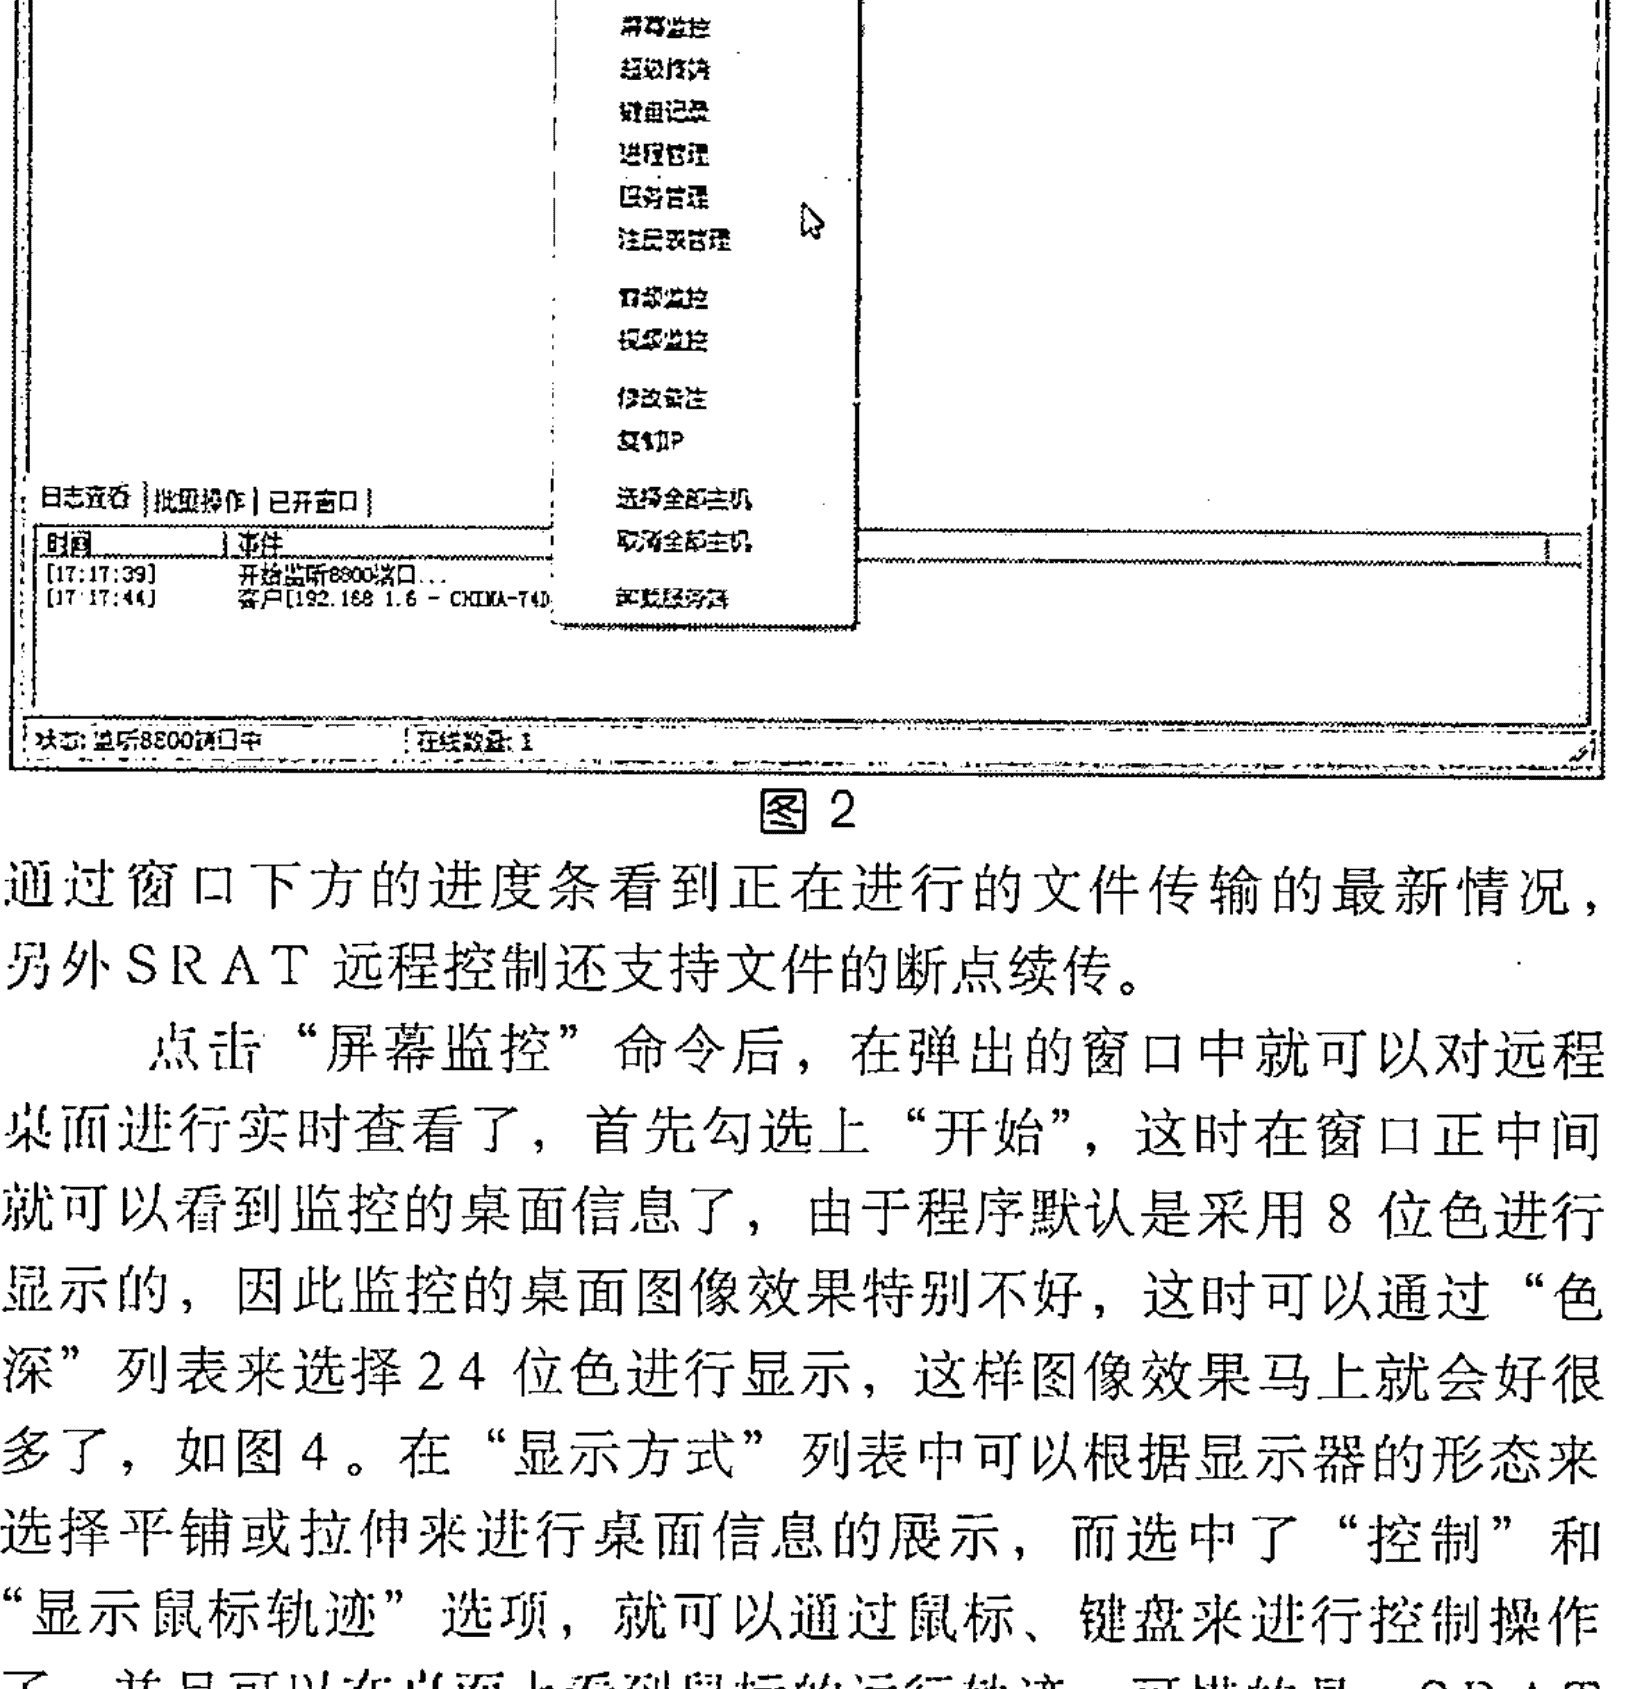 屏幕监控
超级传输
键盘记录
进程管理
服务管理
注册表管理
音频监控
视频监控
修改备注
复制IP
选择全部主机
取消全部主机
卸载服务端
日志查看 批量操作 已开窗口
时间 事件
[17:17:39] 开始监听8800端口...
[17:17:44] 客户[192.168.1.6 - CHINA-74D
状态: 监听8800端口中 在线数量: 1
图 2
通过窗口下方的进度条看到正在进行的文件传输的最新情况，
另外SRAT 远程控制还支持文件的断点续传。
点击“屏幕监控”命令后，在弹出的窗口中就可以对远程
桌面进行实时查看了，首先勾选上“开始”，这时在窗口正中间
就可以看到监控的桌面信息了，由于程序默认是采用 8 位色进行
显示的，因此监控的桌面图像效果特别不好，这时可以通过“色
深”列表来选择24 位色进行显示，这样图像效果马上就会好很
多了，如图 4。在“显示方式”列表中可以根据显示器的形态来
选择平铺或拉伸来进行桌面信息的展示，而选中了“控制”和
“显示鼠标轨迹”选项，就可以通过鼠标、键盘来进行控制操作